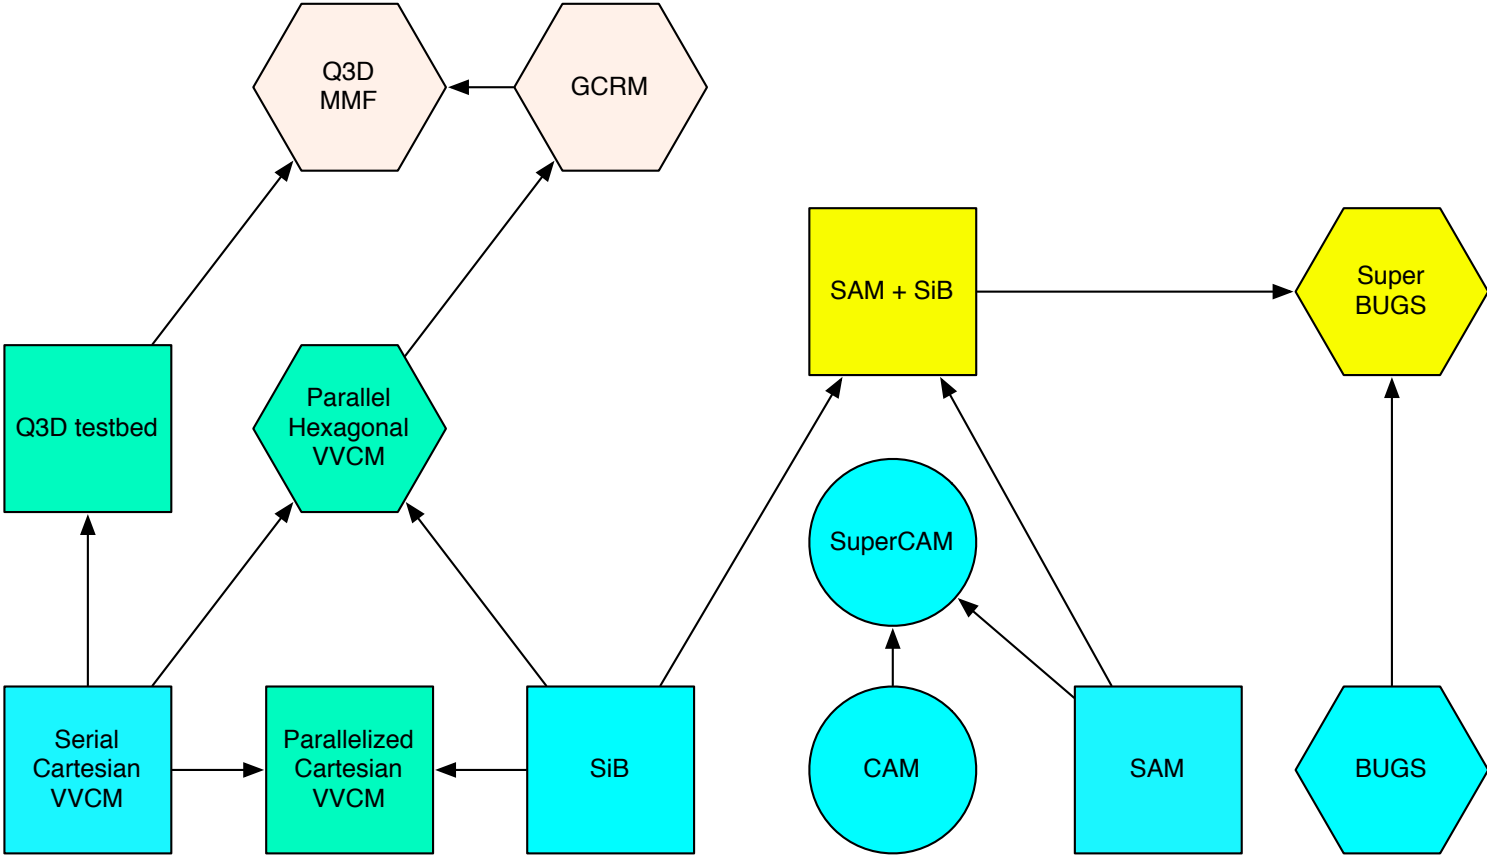 Q3D
MMF
GCRM
SAM + SiB
Super
BUGS
Q3D testbed
Parallel
Hexagonal
VVCM
SuperCAM
Serial
Cartesian
VVCM
Parallelized
Cartesian
VVCM
SiB
CAM
SAM
BUGS